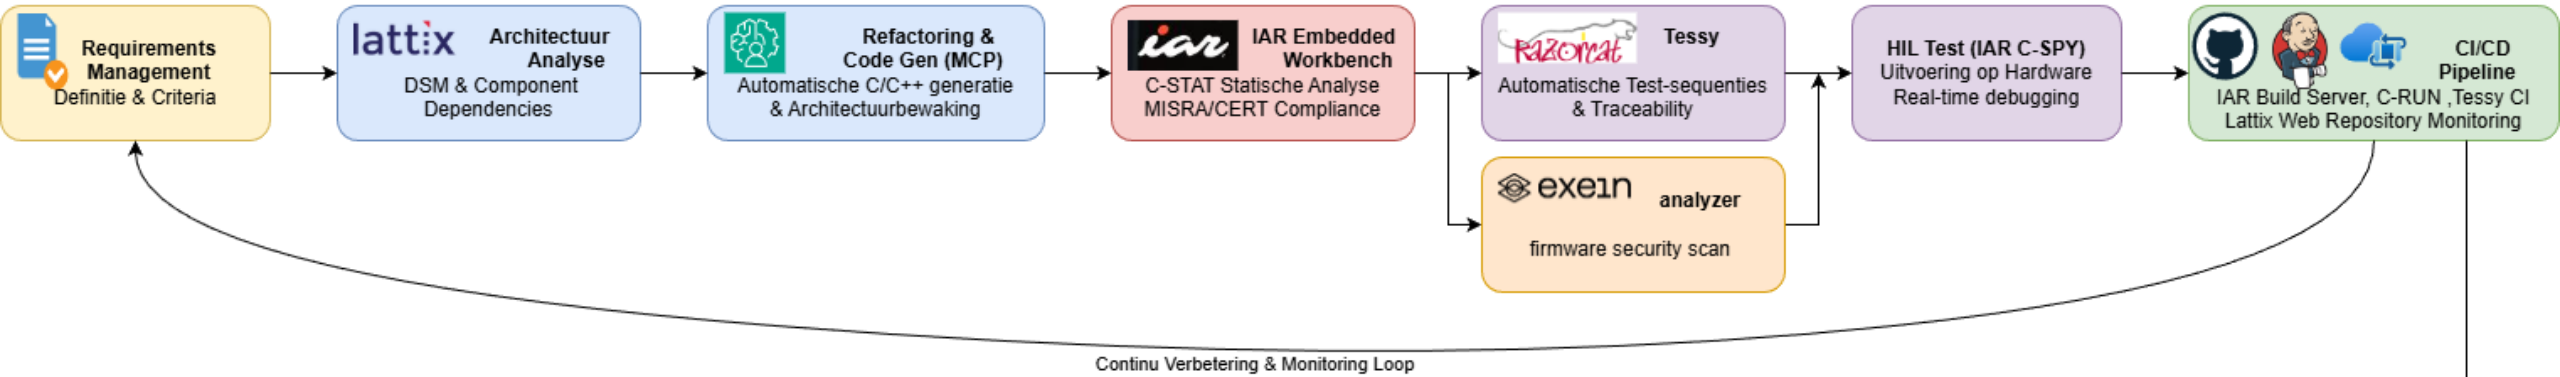 Requirements
Management
Definitie & Criteria
lattix
Architectuur
Analyse
DSM & Component
Dependencies
Refactoring &
Code Gen (MCP)
Automatische C/C++ generatie
& Architectuurbewaking
iar
IAR Embedded
Workbench
C-STAT Statische Analyse
MISRA/CERT Compliance
Razorcat
Tessy
Automatische Test-sequenties
& Traceability
exein
analyzer
firmware security scan
HIL Test (IAR C-SPY)
Uitvoering op Hardware
Real-time debugging
CI/CD
Pipeline
IAR Build Server, C-RUN ,Tessy CI
Lattix Web Repository Monitoring
Continu Verbetering & Monitoring Loop